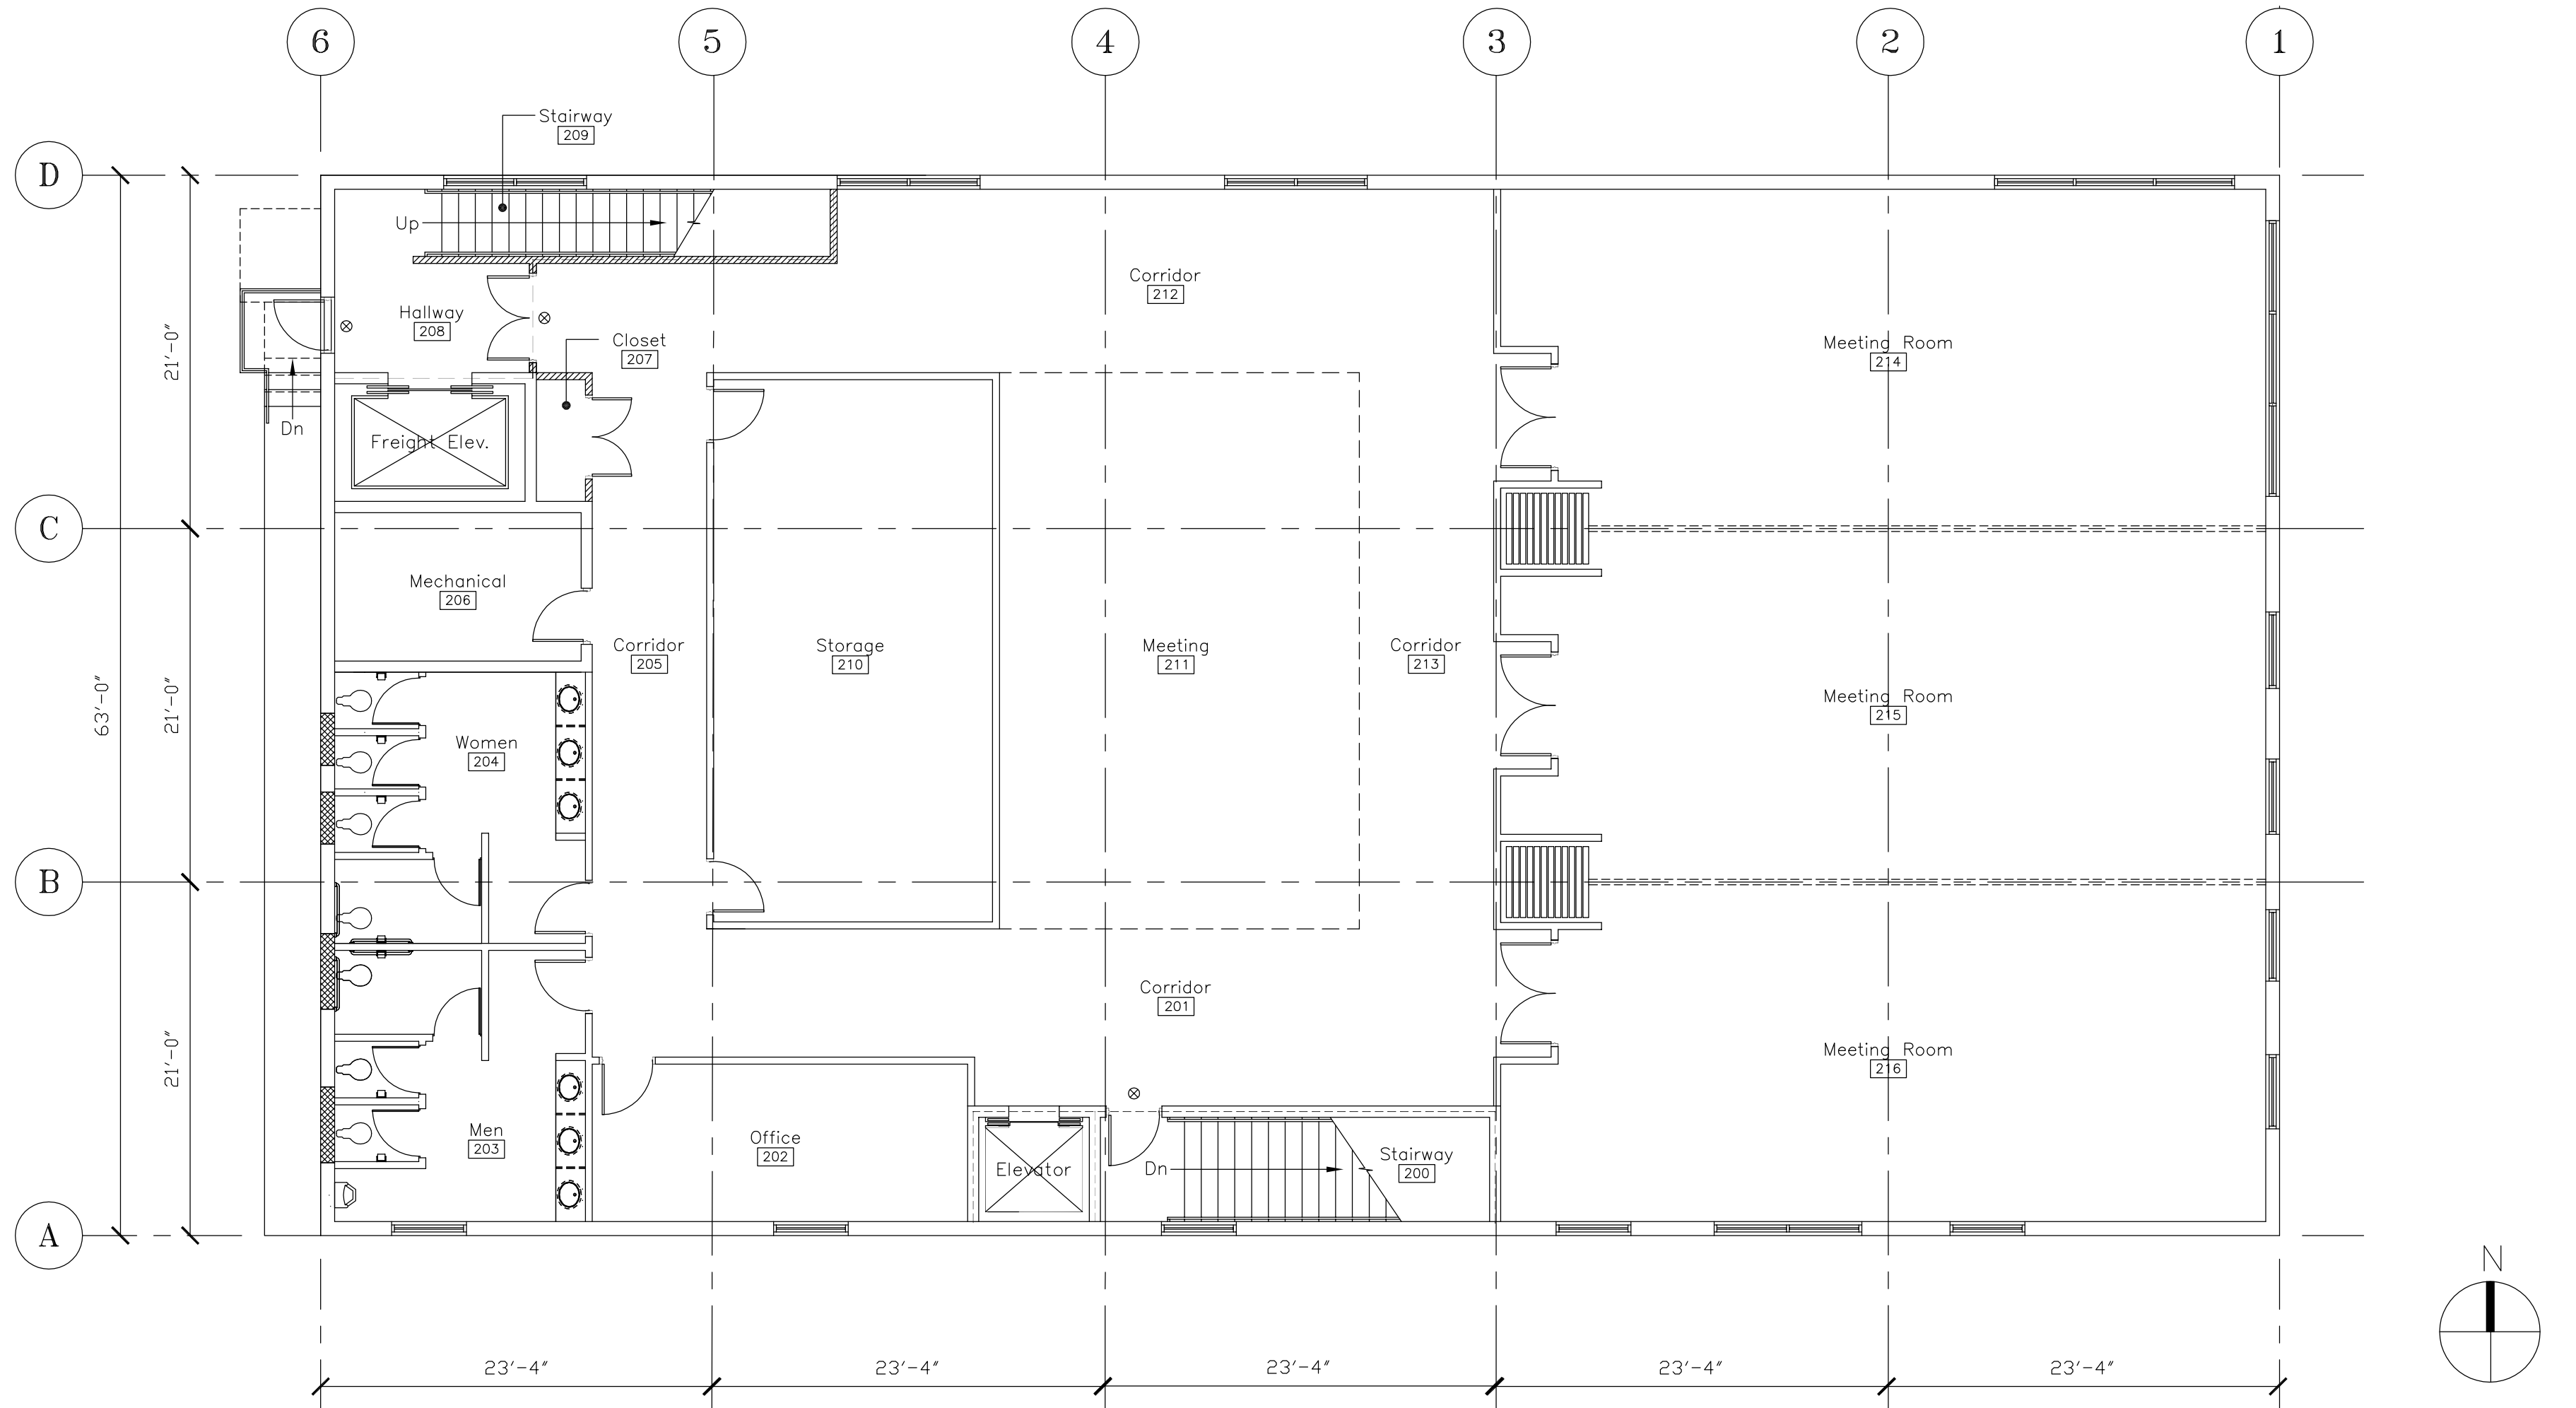 6 5 4 3 2 1
Stairway
209
D
Up
Corridor
212
Hallway
208
Closet
207
21'-0"
Meeting Room
214
Dn
Freight Elev.
C
Mechanical
206
Corridor
205
Storage
210
Meeting
211
Corridor
213
63'-0"
21'-0"
Meeting Room
215
Women
204
B
Corridor
201
21'-0"
Meeting Room
216
Men
203
Office
202
Elevator
Dn
Stairway
200
A
N
23'-4" 23'-4" 23'-4" 23'-4" 23'-4"